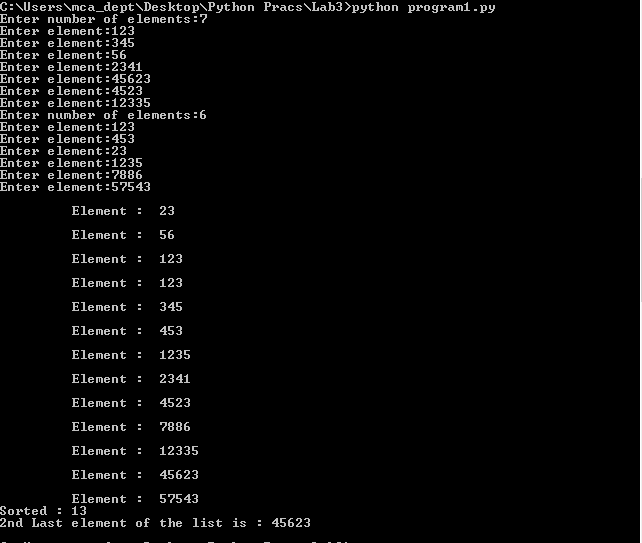 C:\Users\mca_dept\Desktop\Python Pracs\Lab3>python program1.py
Enter number of elements:7
Enter element:123
Enter element:345
Enter element:56
Enter element:2341
Enter element:45623
Enter element:4523
Enter element:12335
Enter number of elements:6
Enter element:123
Enter element:453
Enter element:23
Enter element:1235
Enter element:7886
Enter element:57543
Element :  23
Element :  56
Element :  123
Element :  123
Element :  345
Element :  453
Element :  1235
Element :  2341
Element :  4523
Element :  7886
Element :  12335
Element :  45623
Element :  57543
Sorted : 13
2nd Last element of the list is : 45623